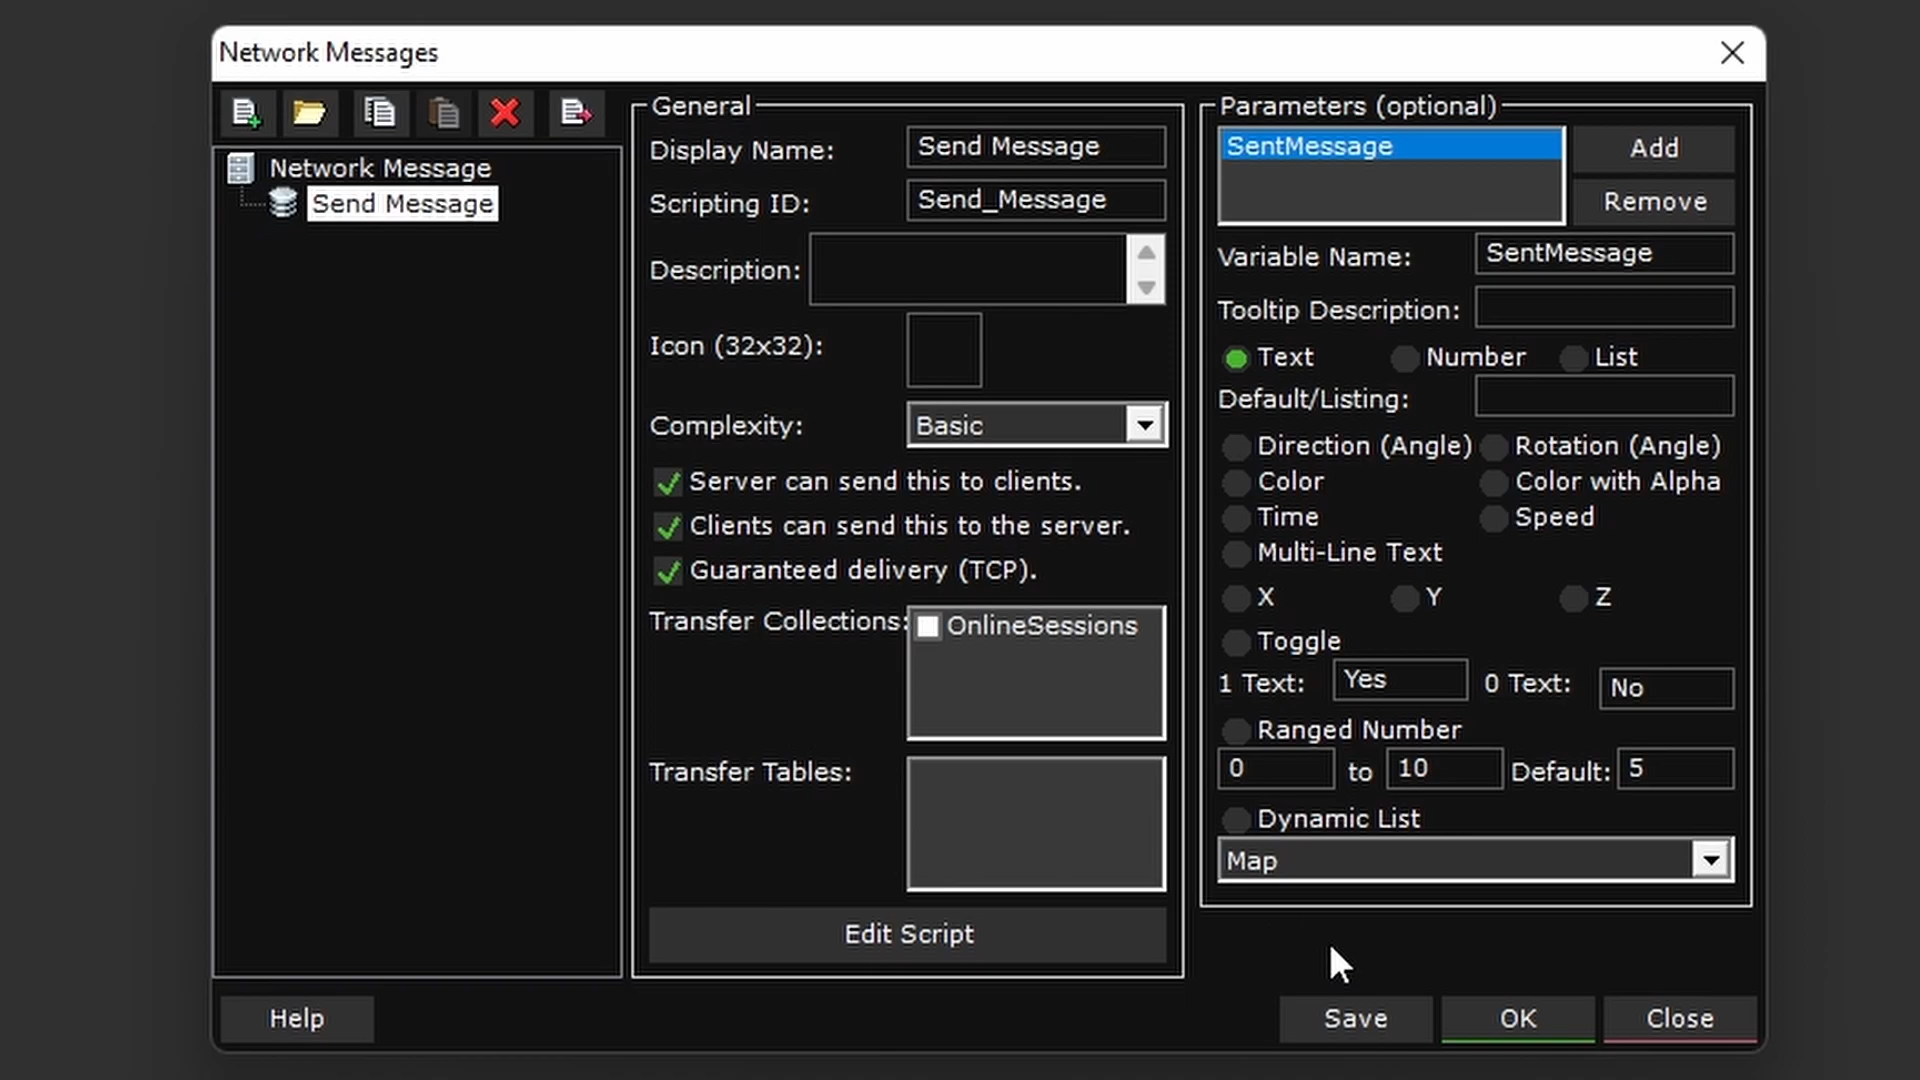 Network Messages
Network Message
Send Message
General
Display Name: Send Message
Scripting ID: Send_Message
Description:
Icon (32x32):
Complexity: Basic
Server can send this to clients.
Clients can send this to the server.
Guaranteed delivery (TCP).
Transfer Collections: OnlineSessions
Transfer Tables:
Edit Script
Parameters (optional)
SentMessage
Add
Remove
Variable Name: SentMessage
Tooltip Description:
Text Number List
Default/Listing:
Direction (Angle) Rotation (Angle)
Color Color with Alpha
Time Speed
Multi-Line Text
X Y Z
Toggle
1 Text: Yes 0 Text: No
Ranged Number
0 to 10 Default: 5
Dynamic List
Map
Help Save OK Close